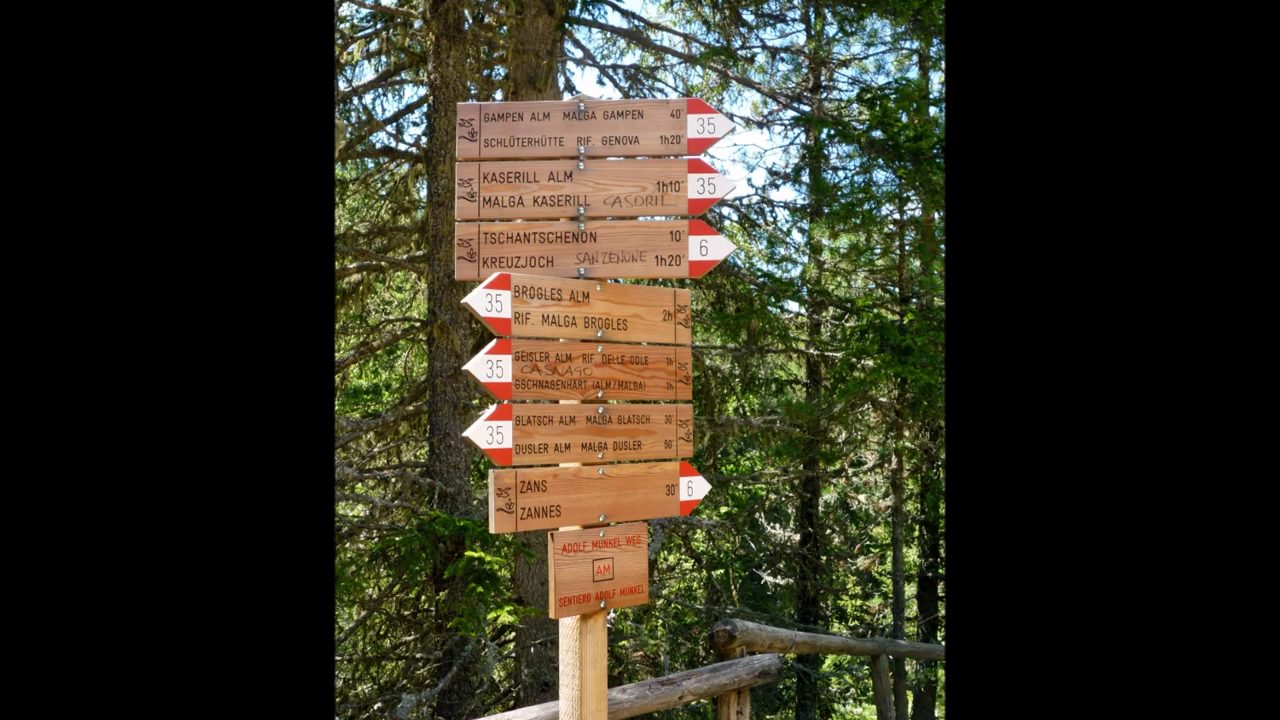 GAMPEN ALM MALGA GAMPEN 40'
SCHLÜTERHÜTTE RIF. GENOVA 1h20'
35
KASERILL ALM
1h10'
MALGA KASERILL CASORIL
35
TSCHANTSCHENON 10'
KREUZJOCH SANZENONE 1h20'
6
35
BROGLES ALM
2h
RIF. MALGA BROGLES
35
GEISLER ALM RIF. DELLE ODLE 1h
CASNAGO
GSCHNAGENHART (ALM/MALGA) 1h
35
GLATSCH ALM MALGA GLATSCH 30'
DUSLER ALM MALGA DUSLER 50'
ZANS
30'
6
ZANNES
ADOLF MUNKEL WEG
AM
SENTIERO ADOLF MUNKEL